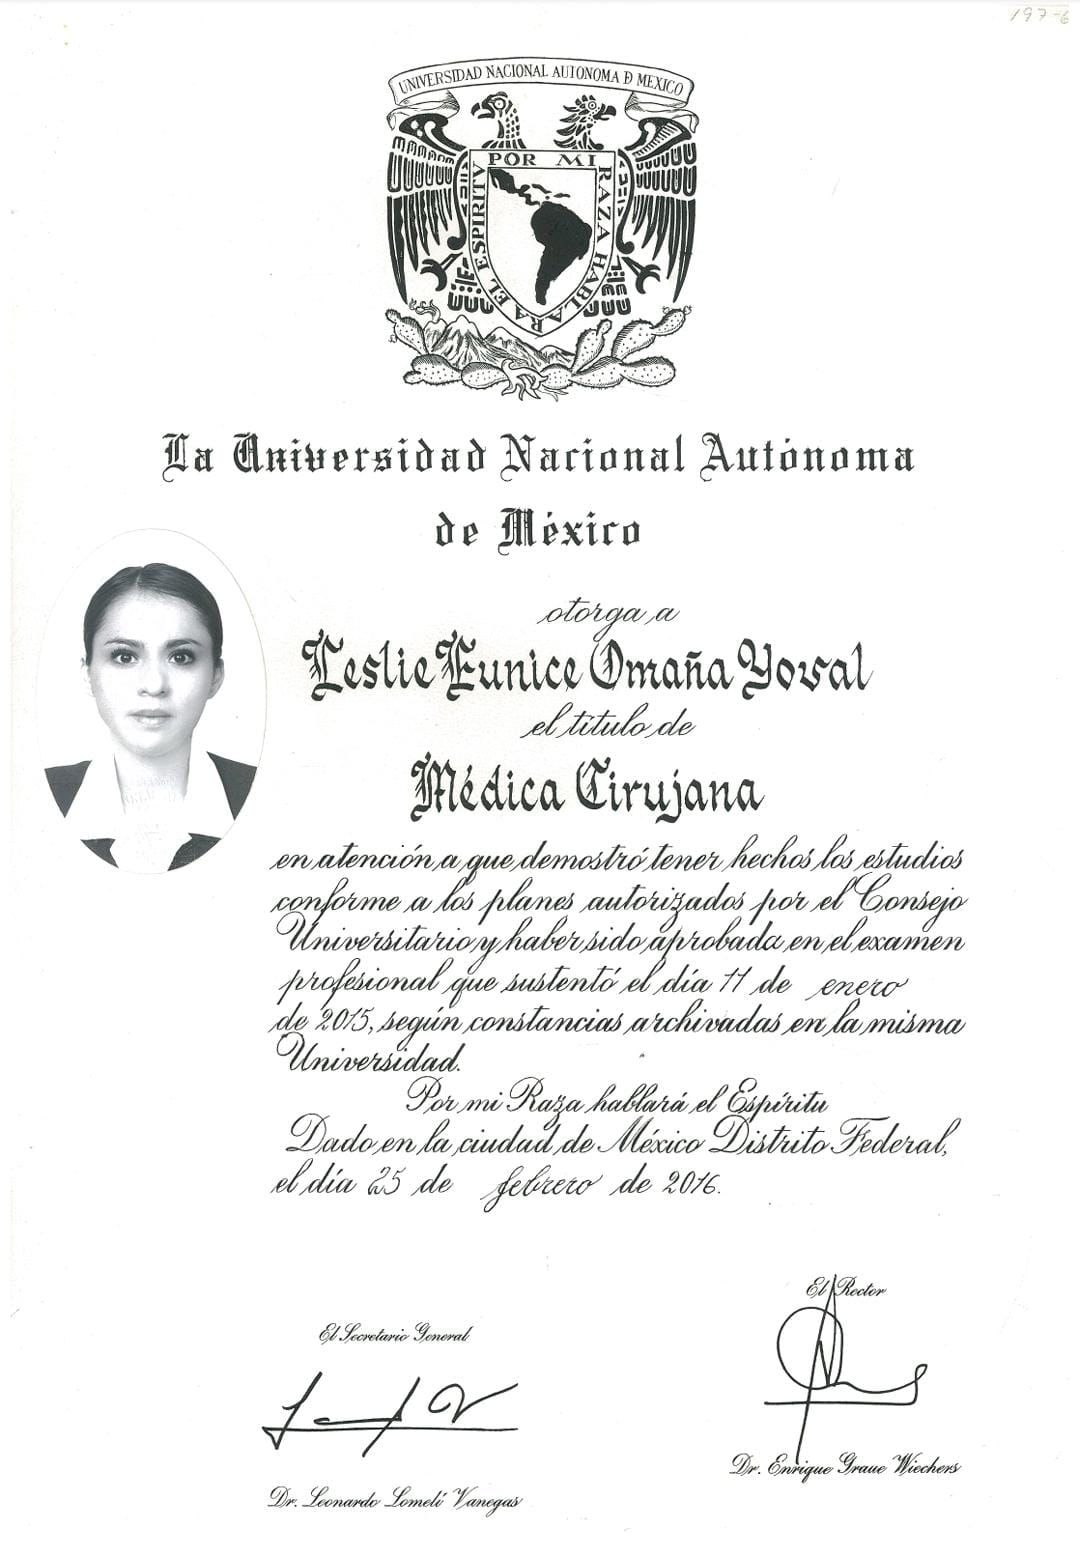 197-6
UNIVERSIDAD NACIONAL AUTONOMA D MEXICO
POR MI RAZA HABLARA EL ESPIRITV
La Universidad Nacional Autónoma
de México
otorga a
Leslie Eunice Omaña Yoval
el título de
Médica Cirujana
en atención a que demostró tener hechos los estudios
conforme a los planes autorizados por el Consejo
Universitario y haber sido aprobada en el examen
profesional que sustentó el día 11 de enero
de 2015, según constancias archivadas en la misma
Universidad.
Por mi Raza hablará el Espíritu
Dado en la ciudad de México Distrito Federal,
el día 25 de febrero de 2016.
El Rector
El Secretario General
Dr. Enrique Graue Wiechers
Dr. Leonardo Lomelí Vanegas